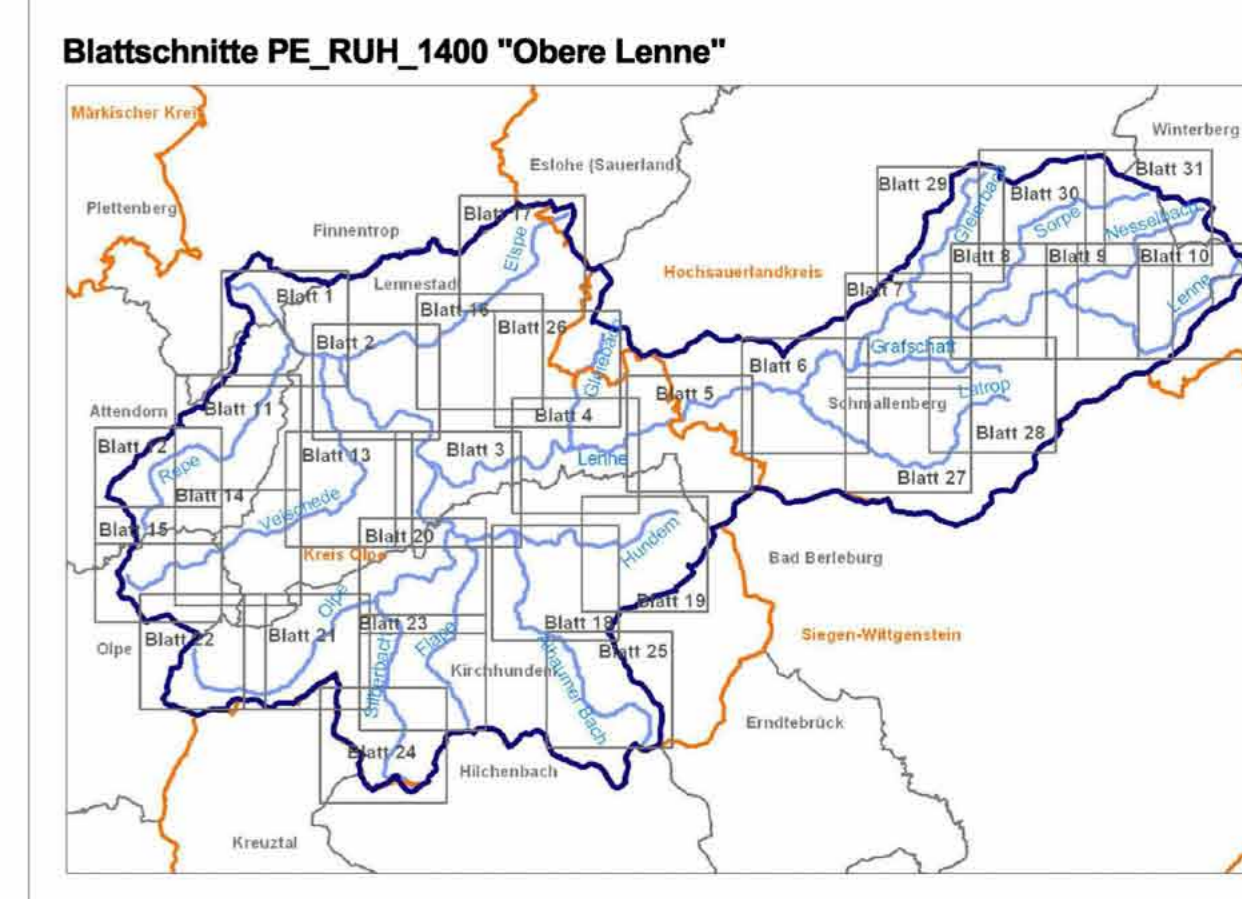 Blattschnitte PE_RUH_1400 "Obere Lenne"
Märkischer Kreis
Winterberg
Eslohe (Sauerland)
Blatt 31
Blatt 29
Blatt 30
Plettenberg
Blatt 17
Gleierbach
Sorpe
Nesselbach
Finnentrop
Elspe
Blatt 8
Blatt 9
Blatt 10
Hochsauerlandkreis
Lennestadt
Blatt 1
Blatt 7
Lenne
Blatt 16
Blatt 26
Blatt 2
Grafschaft
Gleiebach
Blatt 6
Latrop
Blatt 5
Schmallenberg
Attendorn
Blatt 11
Blatt 4
Blatt 28
Blatt 12
Blatt 13
Blatt 3
Lenne
Repe
Blatt 27
Blatt 14
Veischede
Blatt 15
Blatt 20
Hundem
Kreis Olpe
Bad Berleburg
Olpe
Blatt 19
Blatt 23
Blatt 18
Olpe
Blatt 22
Blatt 21
Flape
Siegen-Wittgenstein
Blatt 25
Silberbach
Kirchhundem
Erndtebrück
Blatt 24
Hilchenbach
Kreuztal